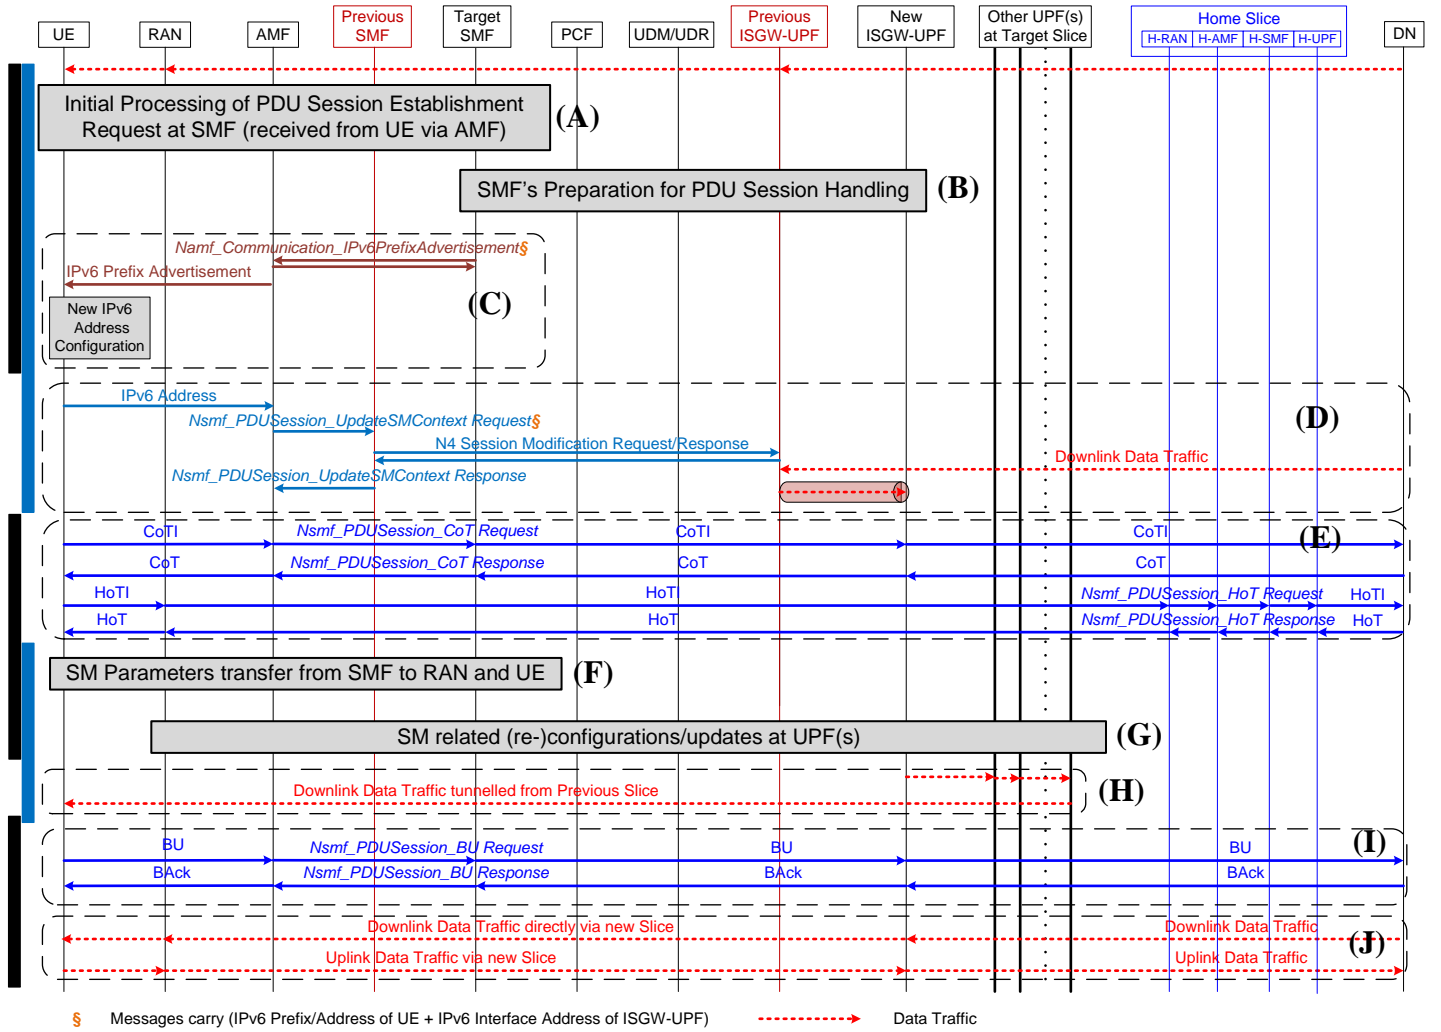 UE
RAN
AMF
Previous
SMF
Target
SMF
PCF
UDM/UDR
Previous
ISGW-UPF
New
ISGW-UPF
Other UPF(s)
at Target Slice
Home Slice
H-RAN H-AMF H-SMF H-UPF
DN
Initial Processing of PDU Session Establishment
Request at SMF (received from UE via AMF)
(A)
SMF's Preparation for PDU Session Handling
(B)
Namf_Communication_IPv6PrefixAdvertisement§
IPv6 Prefix Advertisement
(C)
New IPv6
Address
Configuration
IPv6 Address
(D)
Nsmf_PDUSession_UpdateSMContext Request§
N4 Session Modification Request/Response
Downlink Data Traffic
Nsmf_PDUSession_UpdateSMContext Response
CoTI Nsmf_PDUSession_CoT Request CoTI CoTI
(E)
CoT Nsmf_PDUSession_CoT Response CoT CoT
HoTI HoTI Nsmf_PDUSession_HoT Request HoTI
HoT HoT Nsmf_PDUSession_HoT Response HoT
SM Parameters transfer from SMF to RAN and UE
(F)
SM related (re-)configurations/updates at UPF(s)
(G)
Downlink Data Traffic tunnelled from Previous Slice
(H)
BU Nsmf_PDUSession_BU Request BU BU
(I)
BAck Nsmf_PDUSession_BU Response BAck BAck
Downlink Data Traffic directly via new Slice Downlink Data Traffic
(J)
Uplink Data Traffic via new Slice Uplink Data Traffic
§ Messages carry (IPv6 Prefix/Address of UE + IPv6 Interface Address of ISGW-UPF) Data Traffic